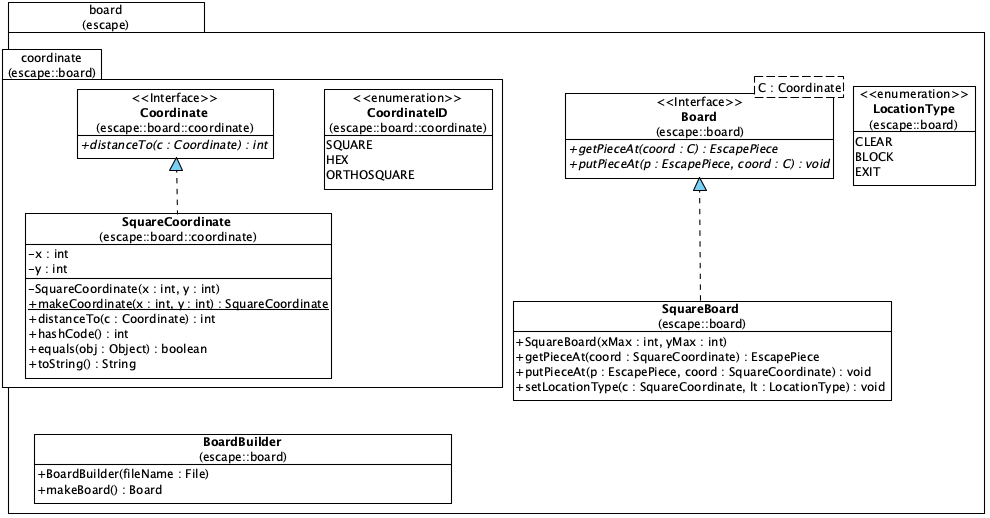 board
(escape)
coordinate
(escape::board)
<<Interface>>
Coordinate
(escape::board::coordinate)
+distanceTo(c : Coordinate) : int
<<enumeration>>
CoordinateID
(escape::board::coordinate)
SQUARE
HEX
ORTHOSQUARE
SquareCoordinate
(escape::board::coordinate)
-x : int
-y : int
-SquareCoordinate(x : int, y : int)
+makeCoordinate(x : int, y : int) : SquareCoordinate
+distanceTo(c : Coordinate) : int
+hashCode() : int
+equals(obj : Object) : boolean
+toString() : String
C : Coordinate
<<Interface>>
Board
(escape::board)
+getPieceAt(coord : C) : EscapePiece
+putPieceAt(p : EscapePiece, coord : C) : void
<<enumeration>>
LocationType
(escape::board)
CLEAR
BLOCK
EXIT
SquareBoard
(escape::board)
+SquareBoard(xMax : int, yMax : int)
+getPieceAt(coord : SquareCoordinate) : EscapePiece
+putPieceAt(p : EscapePiece, coord : SquareCoordinate) : void
+setLocationType(c : SquareCoordinate, lt : LocationType) : void
BoardBuilder
(escape::board)
+BoardBuilder(fileName : File)
+makeBoard() : Board